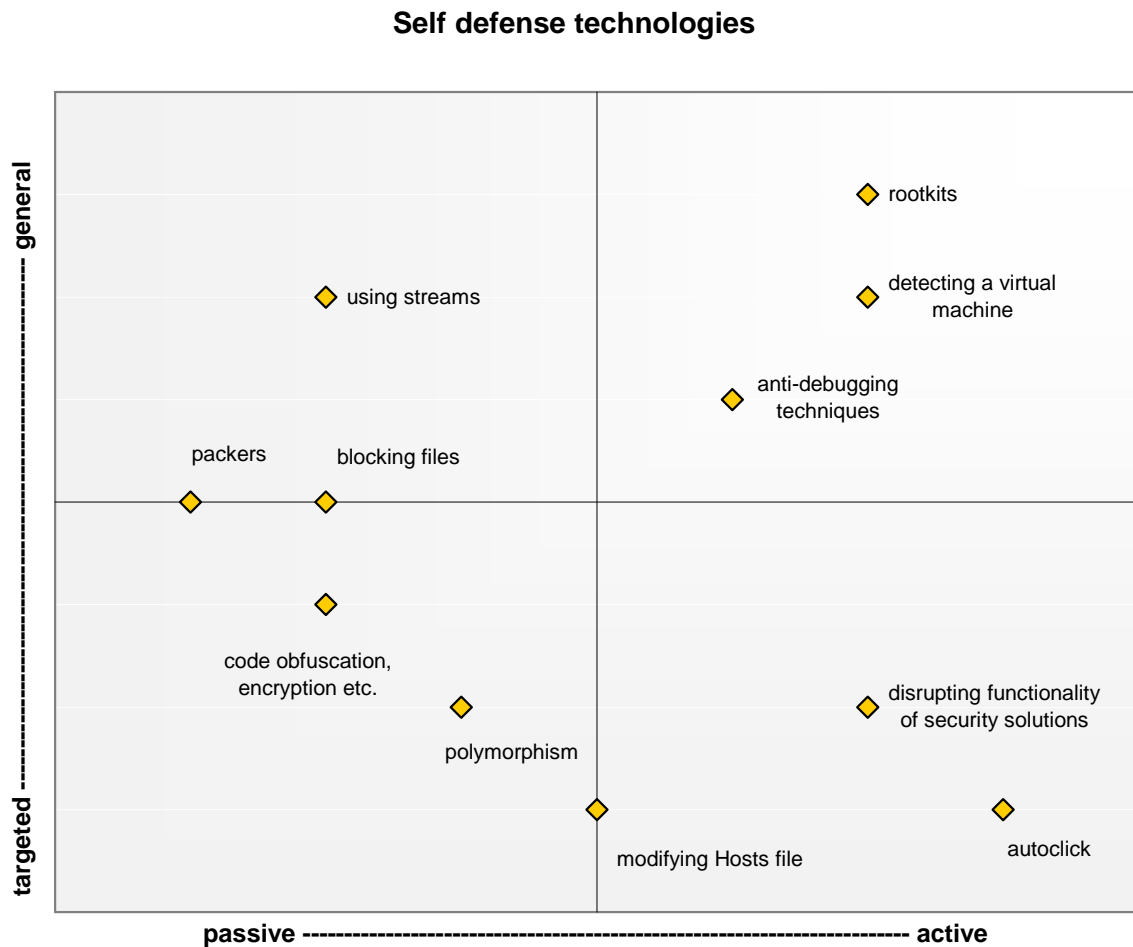 Self defense technologies
targeted ------------------------ general
rootkits
using streams
detecting a virtual
machine
anti-debugging
techniques
packers
blocking files
code obfuscation,
encryption etc.
disrupting functionality
of security solutions
polymorphism
modifying Hosts file
autoclick
passive ------------------------------------------------------------------------- active